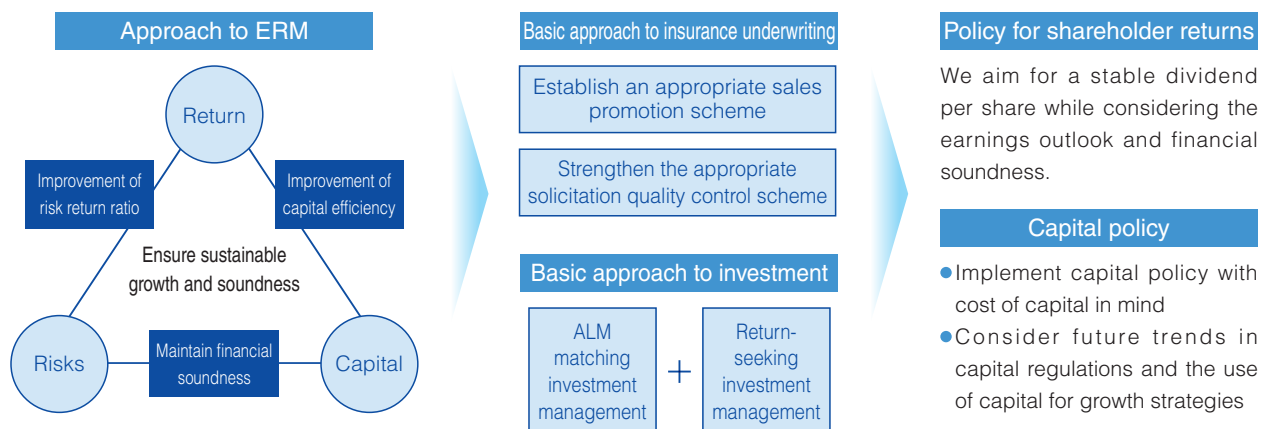 Approach to ERM
Return
Improvement of
risk return ratio
Improvement of
capital efficiency
Ensure sustainable
growth and soundness
Risks
Maintain financial
soundness
Capital
Basic approach to insurance underwriting
Establish an appropriate sales
promotion scheme
Strengthen the appropriate
solicitation quality control scheme
Basic approach to investment
ALM
matching
investment
management
+
Return-
seeking
investment
management
Policy for shareholder returns
We aim for a stable dividend
per share while considering the
earnings outlook and financial
soundness.
Capital policy
●Implement capital policy with
cost of capital in mind
●Consider future trends in
capital regulations and the use
of capital for growth strategies